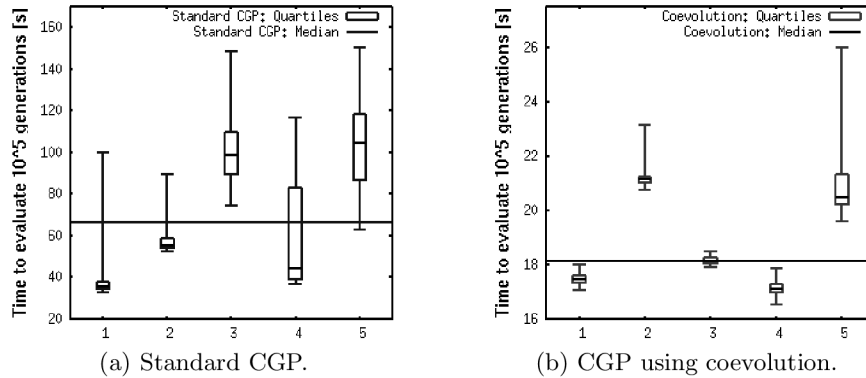 Time to evaluate 10^5 generations [s]
Standard CGP: Quartiles
Standard CGP: Median
160
140
120
100
80
60
40
20
1 2 3 4 5
(a) Standard CGP.
Time to evaluate 10^5 generations [s]
Coevolution: Quartiles
Coevolution: Median
26
24
22
20
18
16
1 2 3 4 5
(b) CGP using coevolution.